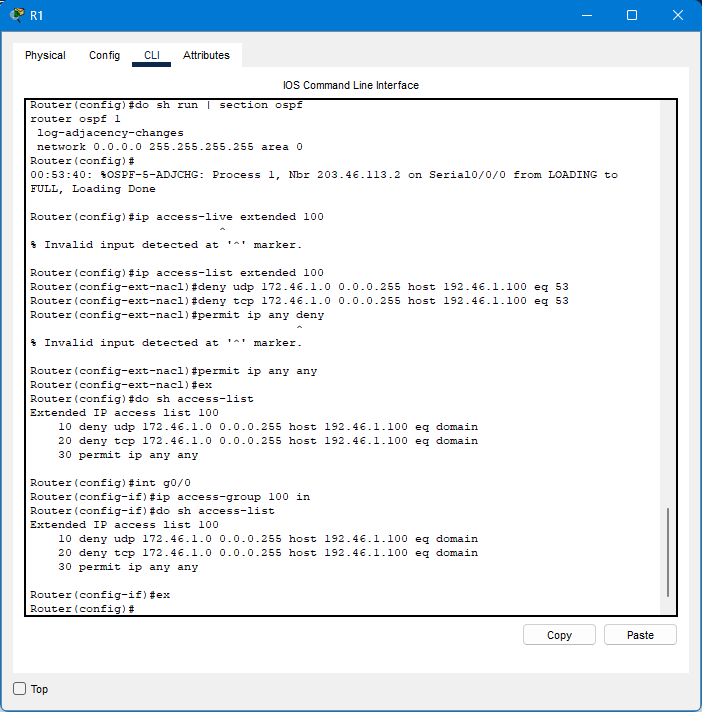 R1
Physical Config CLI Attributes
IOS Command Line Interface
Router(config)#do sh run | section ospf
router ospf 1
 log-adjacency-changes
 network 0.0.0.0 255.255.255.255 area 0
Router(config)#
00:53:40: %OSPF-5-ADJCHG: Process 1, Nbr 203.46.113.2 on Serial0/0/0 from LOADING to
FULL, Loading Done
Router(config)#ip access-live extended 100
^
% Invalid input detected at '^' marker.
Router(config)#ip access-list extended 100
Router(config-ext-nacl)#deny udp 172.46.1.0 0.0.0.255 host 192.46.1.100 eq 53
Router(config-ext-nacl)#deny tcp 172.46.1.0 0.0.0.255 host 192.46.1.100 eq 53
Router(config-ext-nacl)#permit ip any deny
^
% Invalid input detected at '^' marker.
Router(config-ext-nacl)#permit ip any any
Router(config-ext-nacl)#ex
Router(config)#do sh access-list
Extended IP access list 100
    10 deny udp 172.46.1.0 0.0.0.255 host 192.46.1.100 eq domain
    20 deny tcp 172.46.1.0 0.0.0.255 host 192.46.1.100 eq domain
    30 permit ip any any
Router(config)#int g0/0
Router(config-if)#ip access-group 100 in
Router(config-if)#do sh access-list
Extended IP access list 100
    10 deny udp 172.46.1.0 0.0.0.255 host 192.46.1.100 eq domain
    20 deny tcp 172.46.1.0 0.0.0.255 host 192.46.1.100 eq domain
    30 permit ip any any
Router(config-if)#ex
Router(config)#
Copy Paste
Top